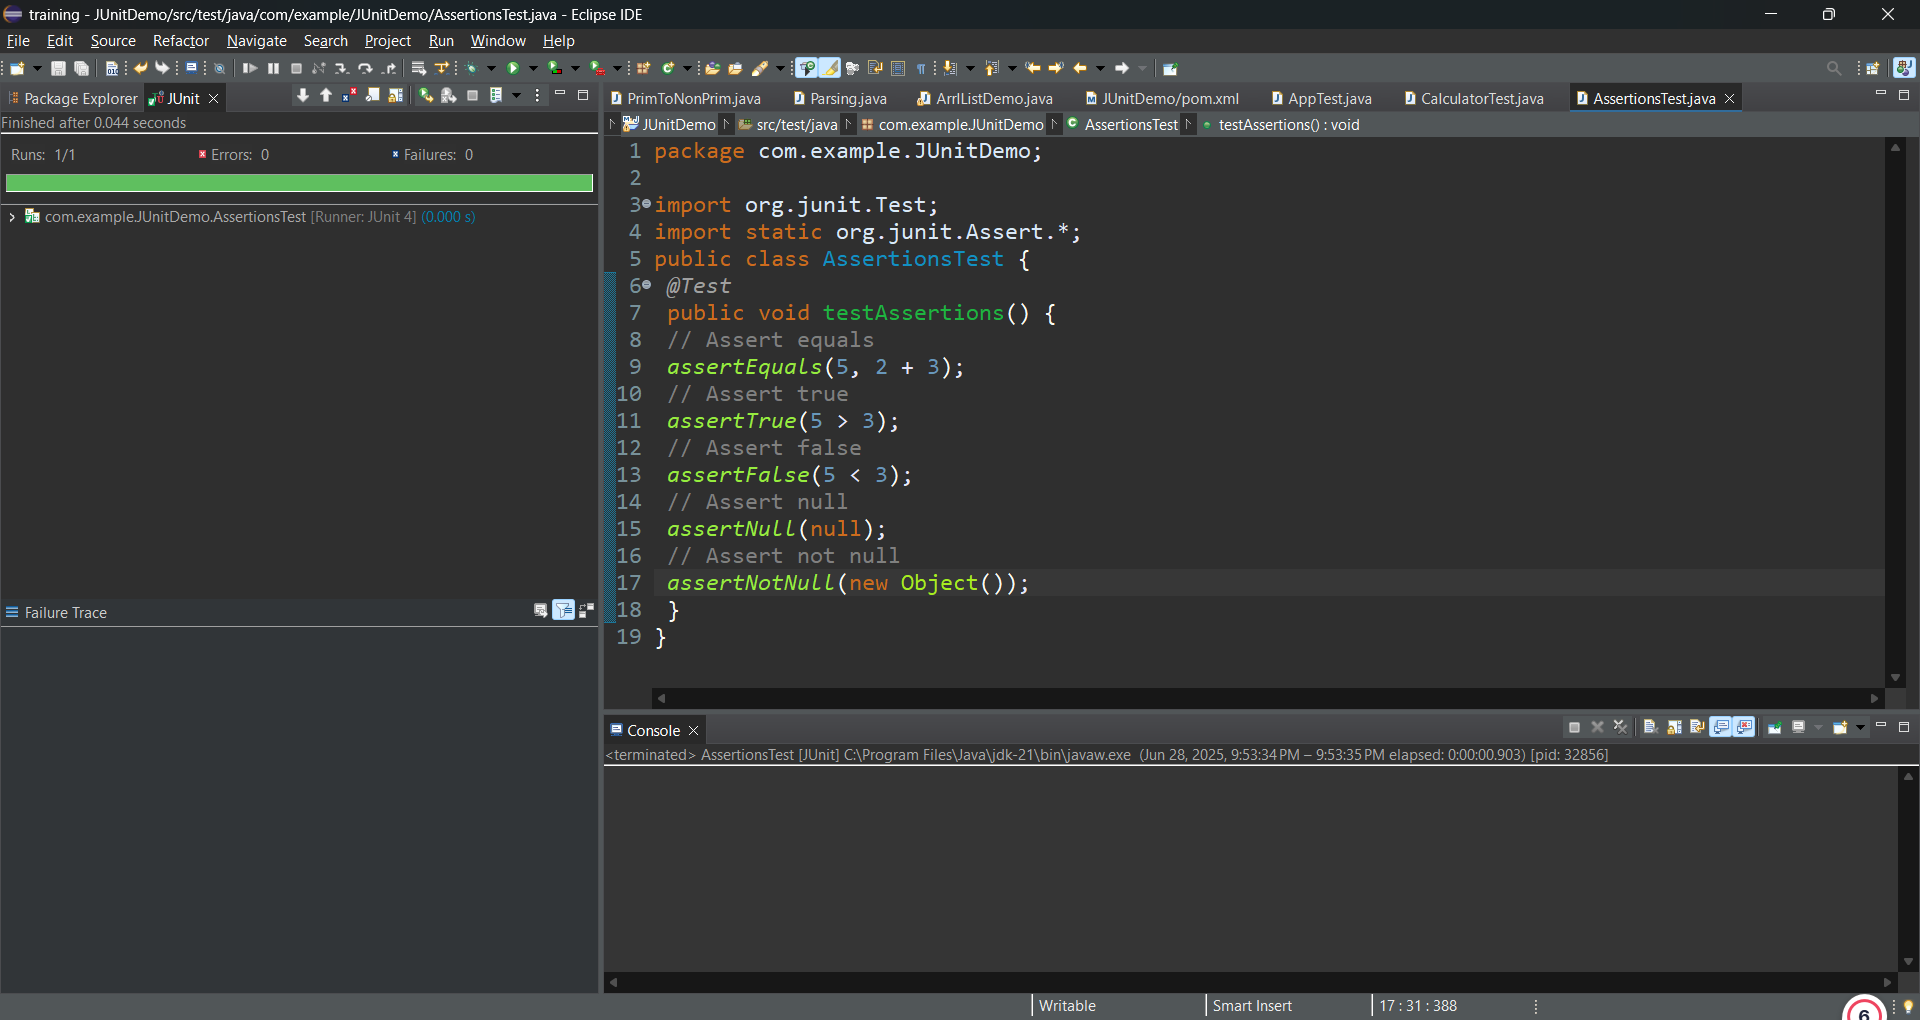 training - JUnitDemo/src/test/java/com/example/JUnitDemo/AssertionsTest.java - Eclipse IDE
File Edit Source Refactor Navigate Search Project Run Window Help
Package Explorer JUnit
Finished after 0.044 seconds
Runs: 1/1 Errors: 0 Failures: 0
com.example.JUnitDemo.AssertionsTest [Runner: JUnit 4] (0.000 s)
Failure Trace
PrimToNonPrim.java Parsing.java ArrlListDemo.java JUnitDemo/pom.xml AppTest.java CalculatorTest.java AssertionsTest.java
JUnitDemo src/test/java com.example.JUnitDemo AssertionsTest testAssertions() : void
1 package com.example.JUnitDemo;
2
3 import org.junit.Test;
4 import static org.junit.Assert.*;
5 public class AssertionsTest {
6 @Test
7 public void testAssertions() {
8 // Assert equals
9 assertEquals(5, 2 + 3);
10 // Assert true
11 assertTrue(5 > 3);
12 // Assert false
13 assertFalse(5 < 3);
14 // Assert null
15 assertNull(null);
16 // Assert not null
17 assertNotNull(new Object());
18 }
19 }
Console
<terminated> AssertionsTest [JUnit] C:\Program Files\Java\jdk-21\bin\javaw.exe (Jun 28, 2025, 9:53:34 PM – 9:53:35 PM elapsed: 0:00:00.903) [pid: 32856]
Writable Smart Insert 17 : 31 : 388
6